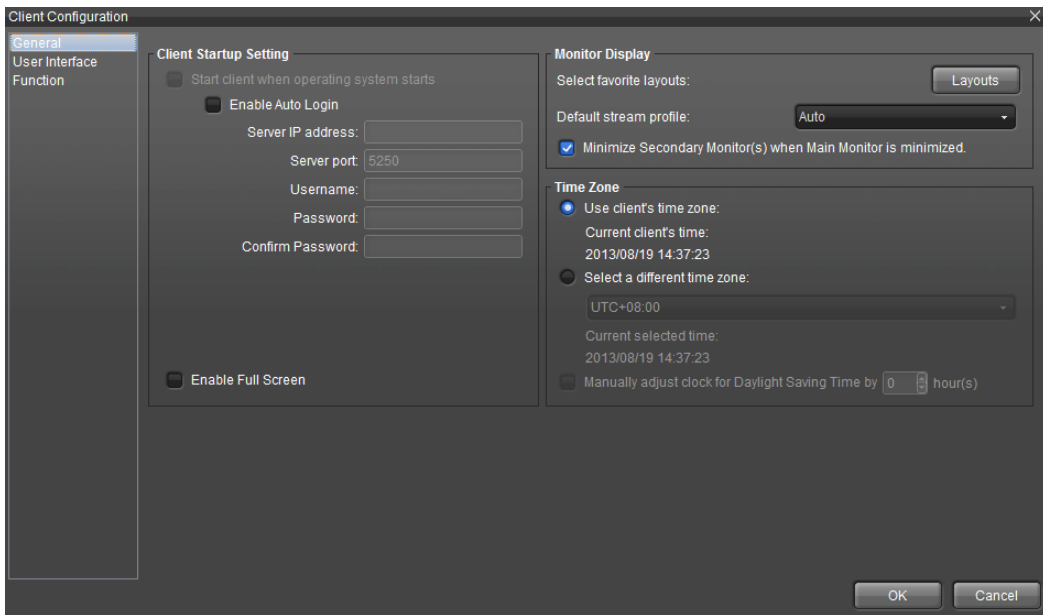 Client Configuration
General
User Interface
Function
Client Startup Setting
Start client when operating system starts
Enable Auto Login
Server IP address:
Server port: 5250
Username:
Password:
Confirm Password:
Enable Full Screen
Monitor Display
Select favorite layouts: Layouts
Default stream profile: Auto
Minimize Secondary Monitor(s) when Main Monitor is minimized.
Time Zone
Use client's time zone:
Current client's time:
2013/08/19 14:37:23
Select a different time zone:
UTC+08:00
Current selected time:
2013/08/19 14:37:23
Manually adjust clock for Daylight Saving Time by 0 hour(s)
OK Cancel